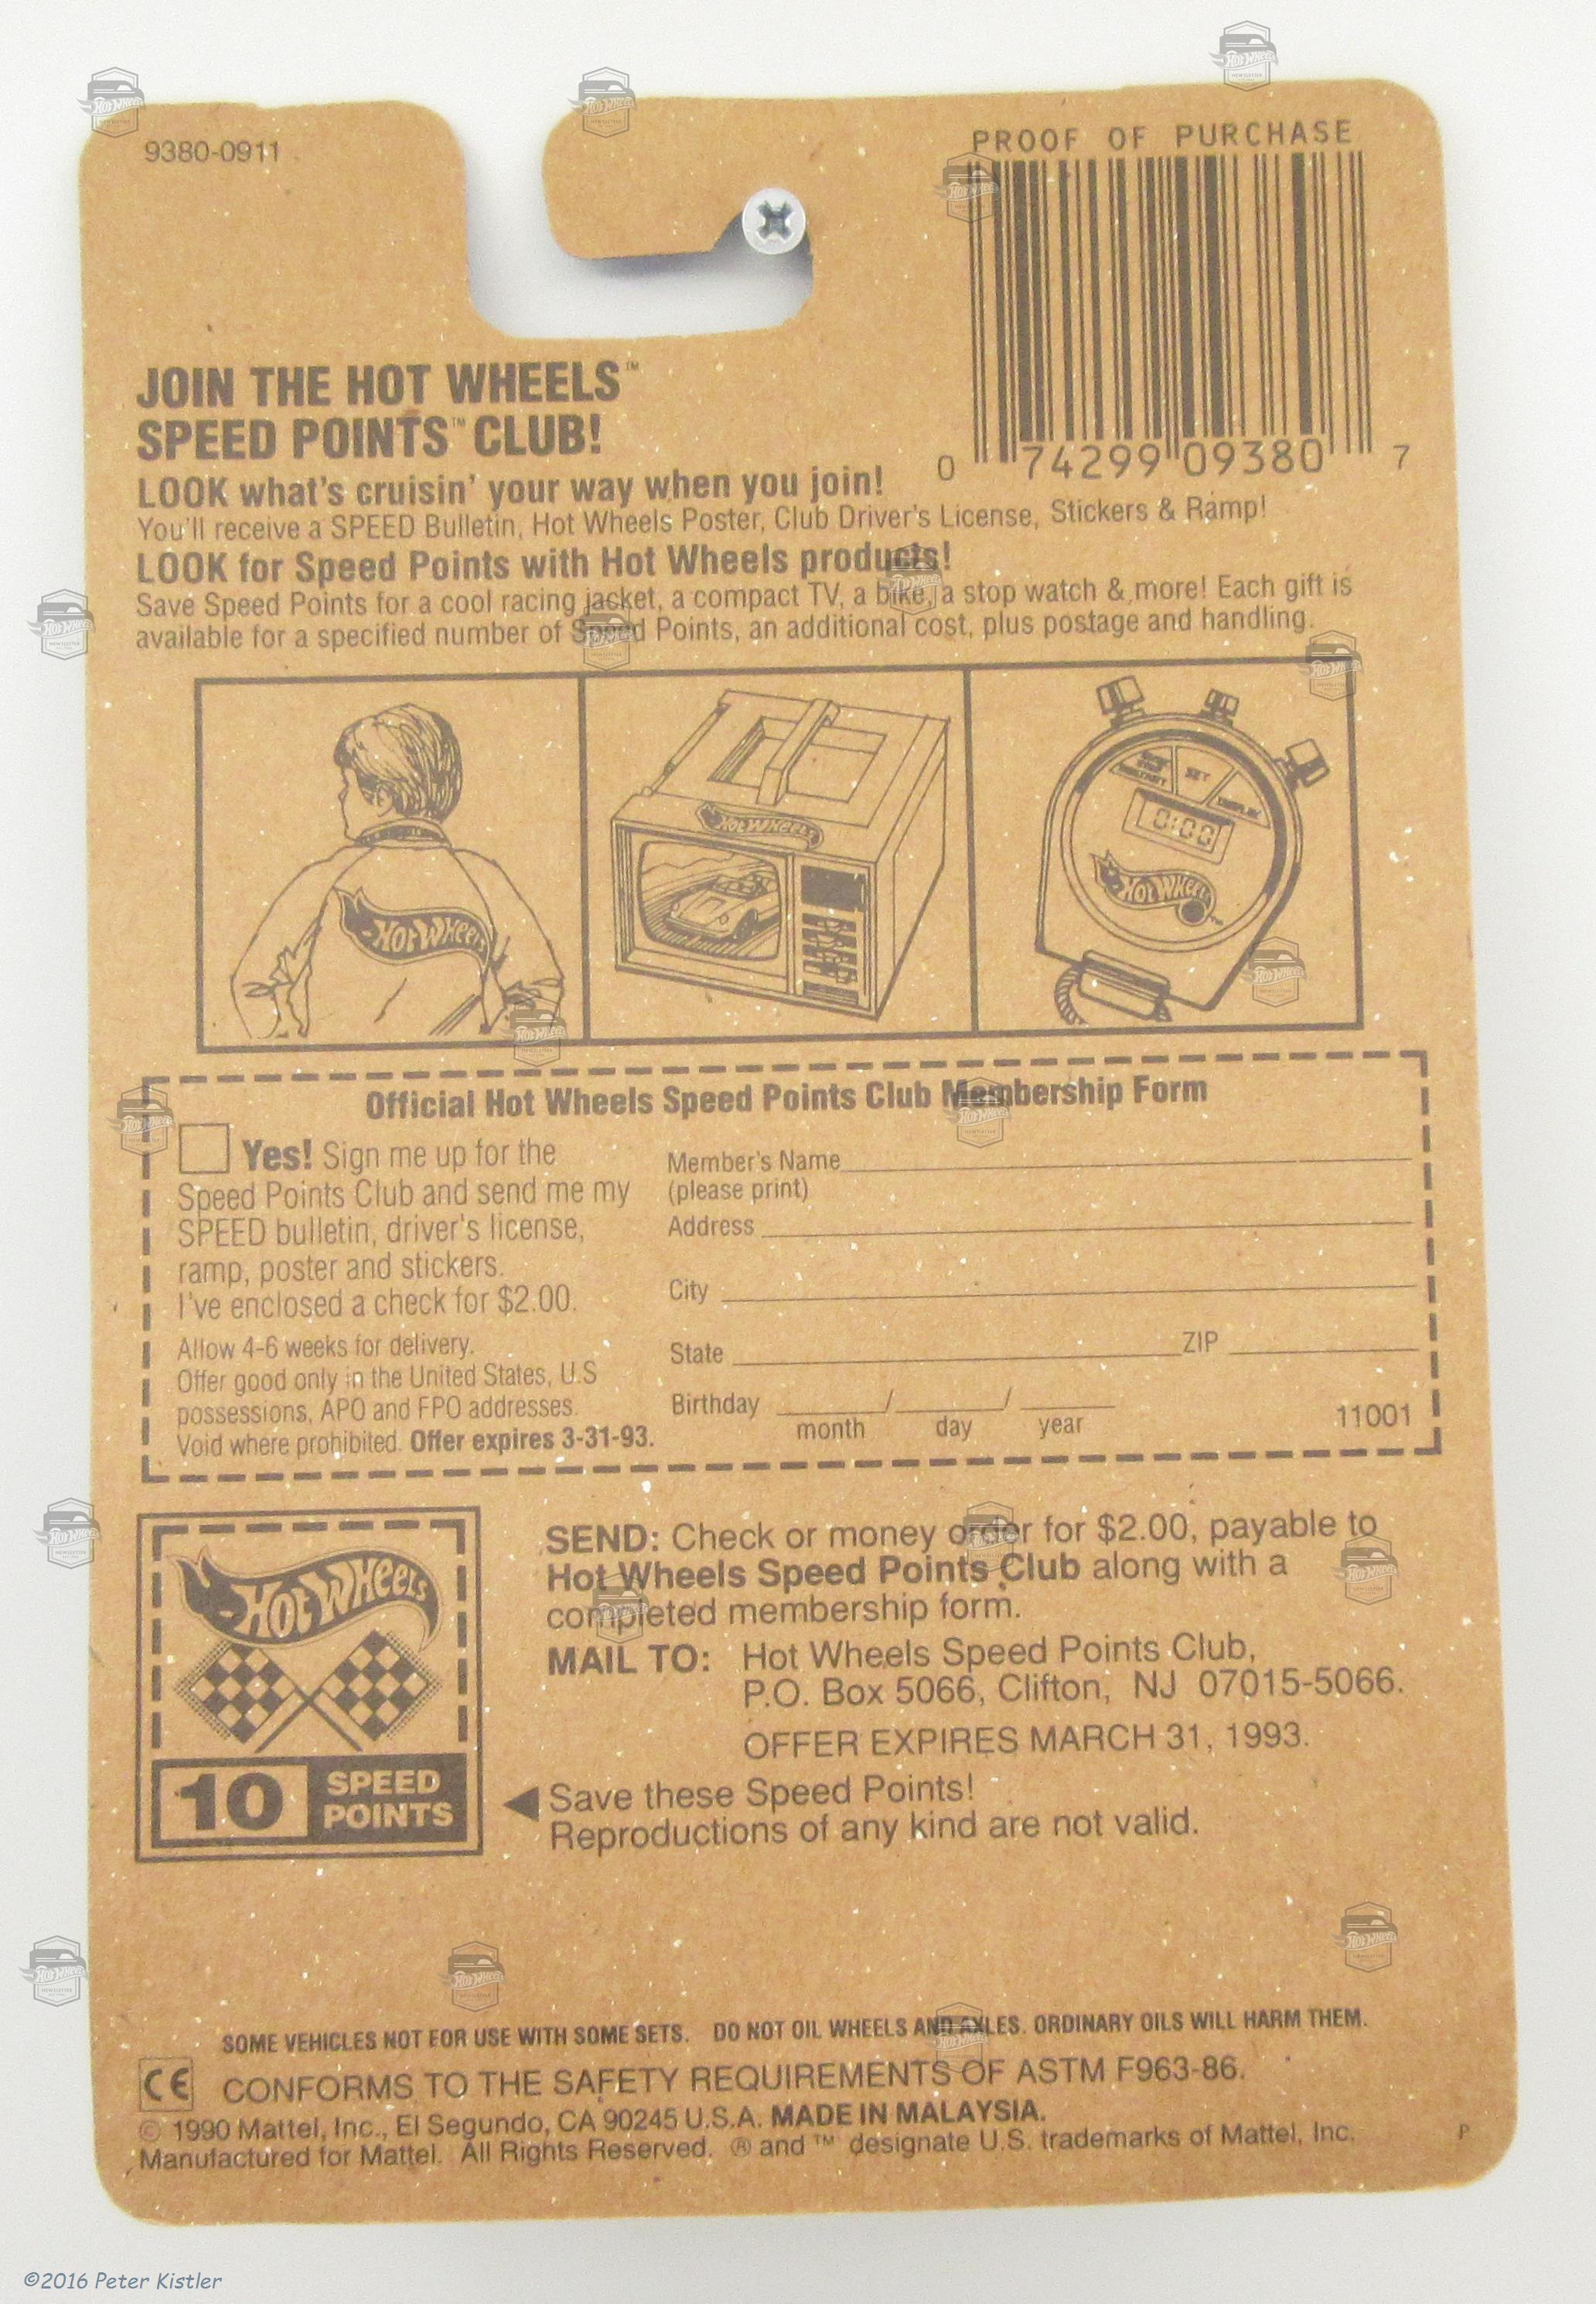 9380-0911
PROOF OF PURCHASE
0 74299 09380 7
JOIN THE HOT WHEELS™
SPEED POINTS™ CLUB!
LOOK what's cruisin' your way when you join!
You'll receive a SPEED Bulletin, Hot Wheels Poster, Club Driver's License, Stickers & Ramp!
LOOK for Speed Points with Hot Wheels products!
Save Speed Points for a cool racing jacket, a compact TV, a bike, a stop watch & more! Each gift is
available for a specified number of Speed Points, an additional cost, plus postage and handling.
HOT WHEELS
HOT WHEELS
SET
0:00
HOT WHEELS
Official Hot Wheels Speed Points Club Membership Form
Yes! Sign me up for the
Speed Points Club and send me my
SPEED bulletin, driver's license,
ramp, poster and stickers.
I've enclosed a check for $2.00.
Allow 4-6 weeks for delivery.
Offer good only in the United States, U.S
possessions, APO and FPO addresses.
Void where prohibited. Offer expires 3-31-93.
Member's Name
(please print)
Address
City
State ZIP
Birthday / /
month day year
11001
HOT WHEELS
10 SPEED
POINTS
SEND: Check or money order for $2.00, payable to
Hot Wheels Speed Points Club along with a
completed membership form.
MAIL TO: Hot Wheels Speed Points Club,
P.O. Box 5066, Clifton, NJ 07015-5066.
OFFER EXPIRES MARCH 31, 1993.
Save these Speed Points!
Reproductions of any kind are not valid.
SOME VEHICLES NOT FOR USE WITH SOME SETS. DO NOT OIL WHEELS AND AXLES. ORDINARY OILS WILL HARM THEM.
CE CONFORMS TO THE SAFETY REQUIREMENTS OF ASTM F963-86.
© 1990 Mattel, Inc., El Segundo, CA 90245 U.S.A. MADE IN MALAYSIA.
Manufactured for Mattel. All Rights Reserved. ® and ™ designate U.S. trademarks of Mattel, Inc.
P
©2016 Peter Kistler